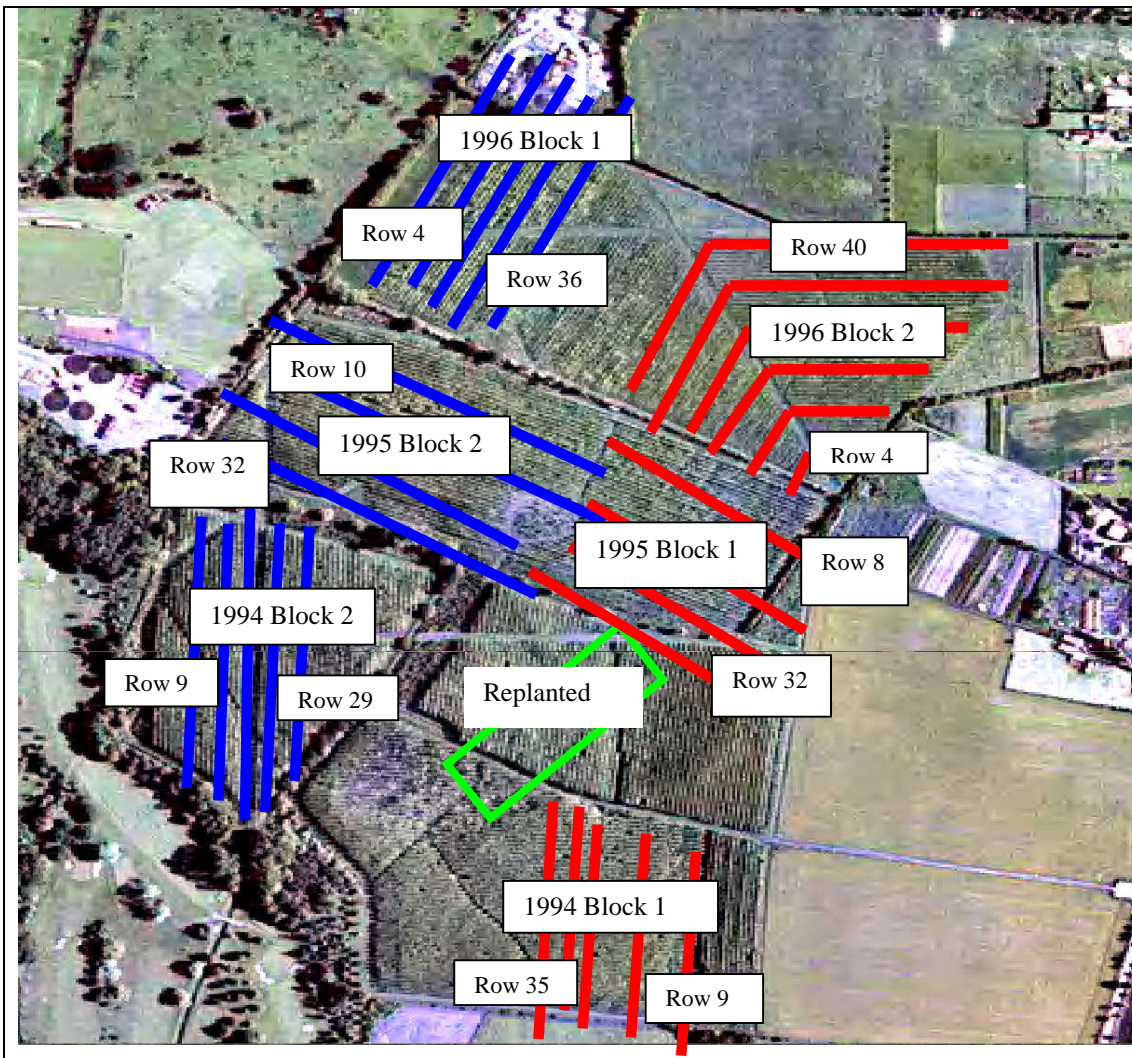 1996 Block 1
Row 4
Row 40
Row 36
1996 Block 2
Row 10
1995 Block 2
Row 4
Row 32
1995 Block 1
Row 8
1994 Block 2
Row 9
Row 29
Replanted
Row 32
1994 Block 1
Row 35
Row 9